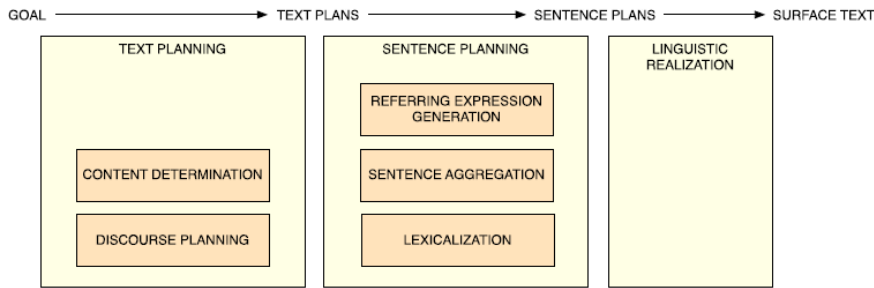 GOAL TEXT PLANS SENTENCE PLANS SURFACE TEXT
TEXT PLANNING
CONTENT DETERMINATION
DISCOURSE PLANNING
SENTENCE PLANNING
REFERRING EXPRESSION
GENERATION
SENTENCE AGGREGATION
LEXICALIZATION
LINGUISTIC
REALIZATION